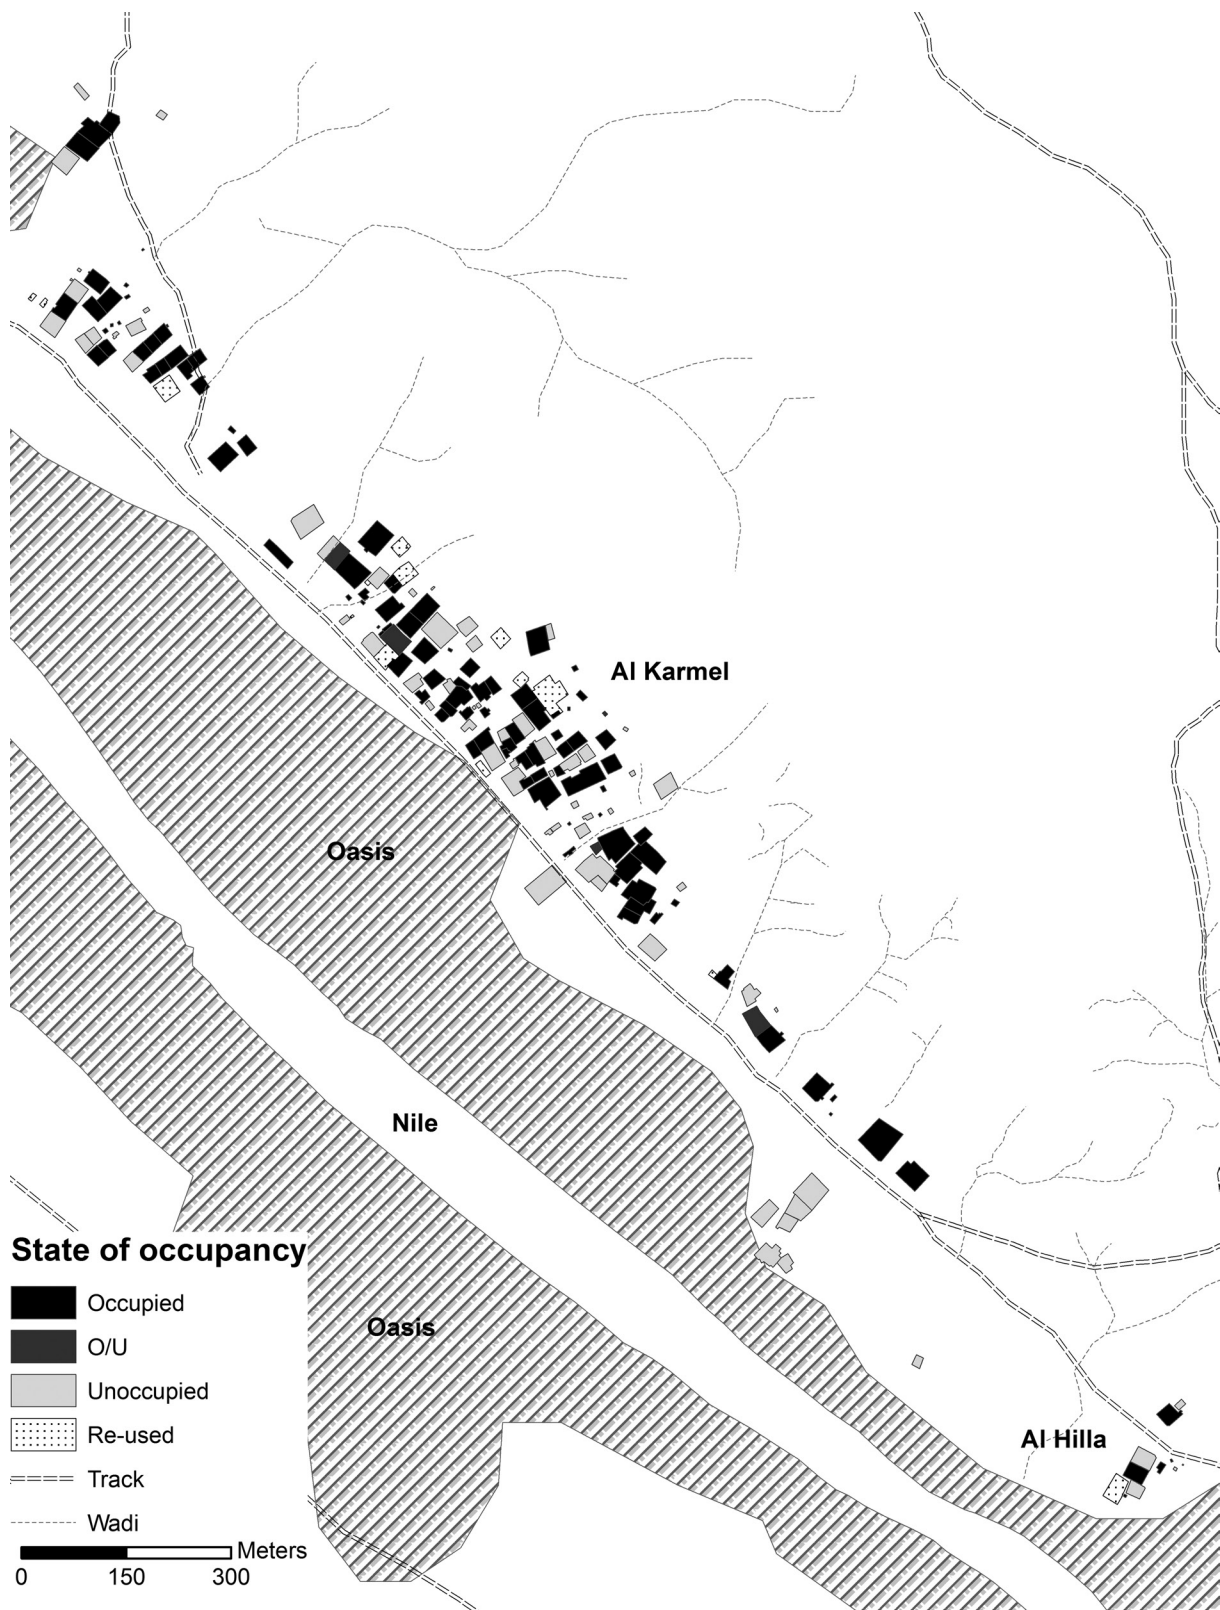 Al Karmel
Oasis
Nile
State of occupancy
Occupied
O/U
Oasis
Unoccupied
Re-used
Al Hilla
Track
Wadi
Meters
0 150 300